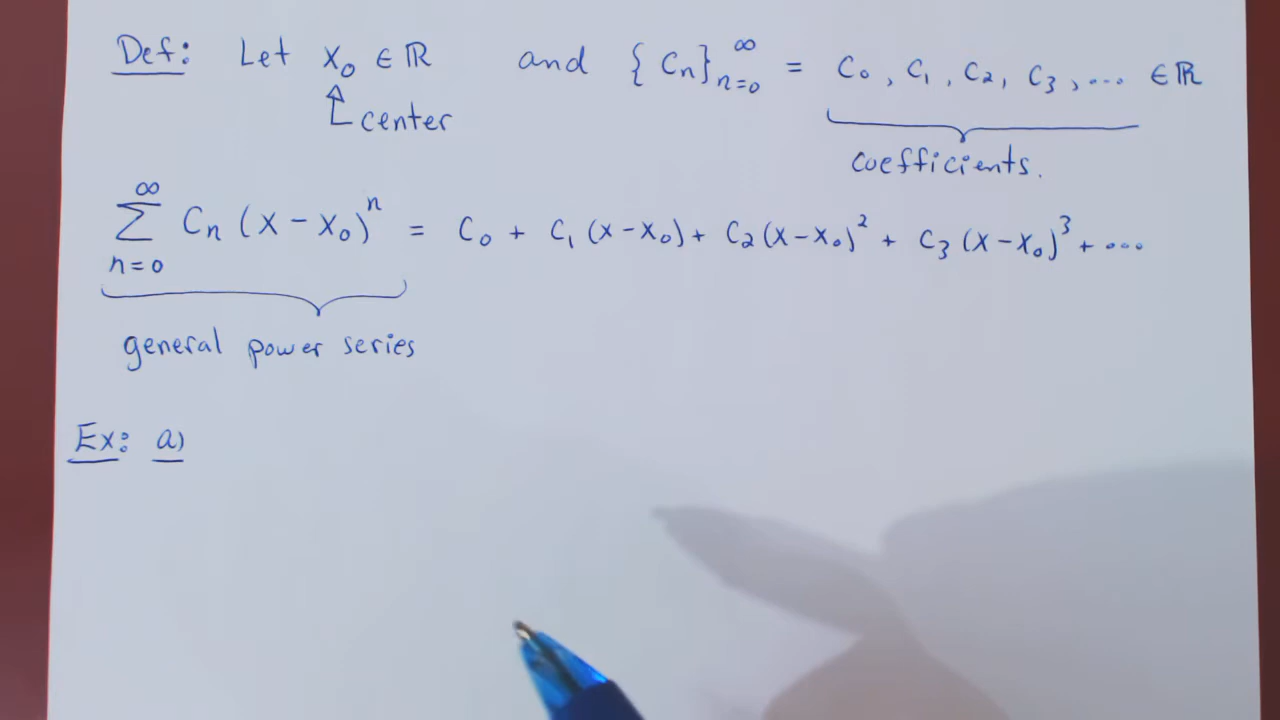 Def: Let x₀ ∈ ℝ and {Cₙ}ₙ₌₀^∞ = C₀, C₁, C₂, C₃, ... ∈ ℝ
center
coefficients.
∑ₙ₌₀^∞ Cₙ (x - x₀)ⁿ = C₀ + C₁ (x - x₀) + C₂ (x - x₀)² + C₃ (x - x₀)³ + ...
general power series
Ex: a)